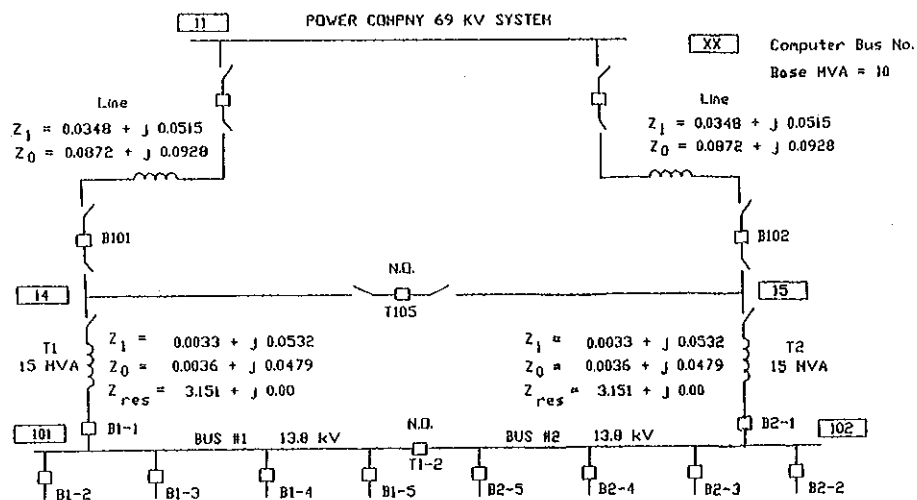 11 POWER COMPNY 69 KV SYSTEM
XX Computer Bus No.
Base MVA = 10
Line
Z1 = 0.0348 + j 0.0515
Z0 = 0.0872 + j 0.0928
Line
Z1 = 0.0348 + j 0.0515
Z0 = 0.0872 + j 0.0928
B101
B102
N.O.
T105
14
15
T1
15 MVA
Z1 = 0.0033 + j 0.0532
Z0 = 0.0036 + j 0.0479
Zres = 3.151 + j 0.00
Z1 = 0.0033 + j 0.0532
Z0 = 0.0036 + j 0.0479
Zres = 3.151 + j 0.00
T2
15 MVA
B1-1
B2-1
101
BUS #1 13.8 kV
N.O.
T1-2
BUS #2 13.8 kV
102
B1-2 B1-3 B1-4 B1-5 B2-5 B2-4 B2-3 B2-2